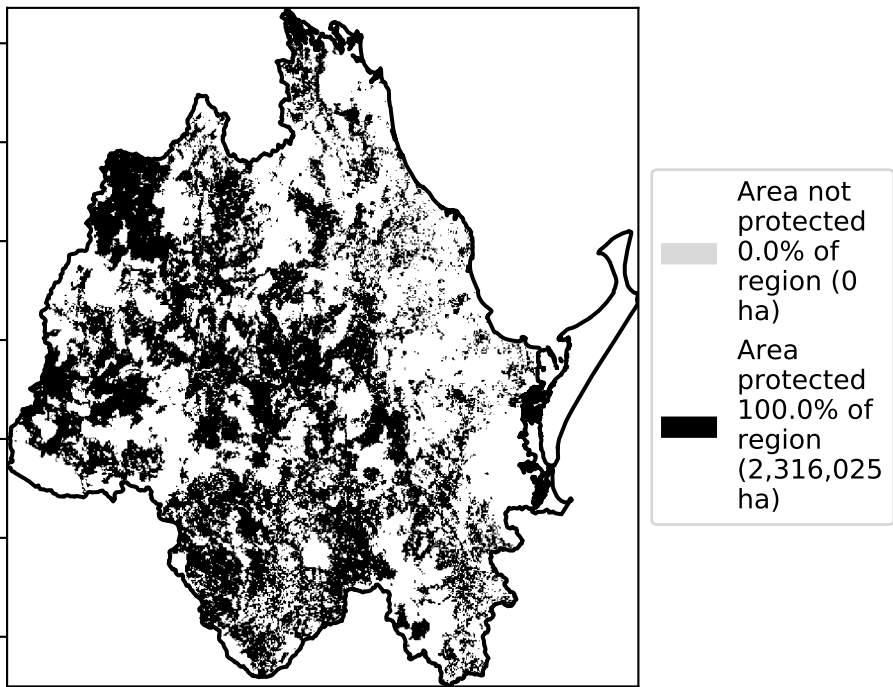 Area not
protected
0.0% of
region (0
ha)
Area
protected
100.0% of
region
(2,316,025
ha)